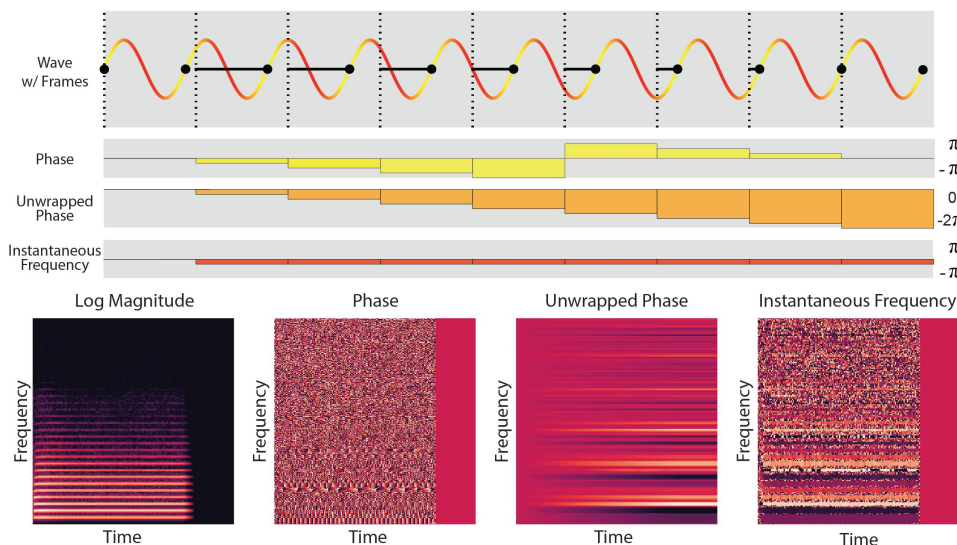 Wave
w/ Frames
Phase
π
- π
Unwrapped
Phase
0
-2π
Instantaneous
Frequency
π
- π
Log Magnitude
Phase
Unwrapped Phase
Instantaneous Frequency
Frequency
Frequency
Frequency
Frequency
Time
Time
Time
Time